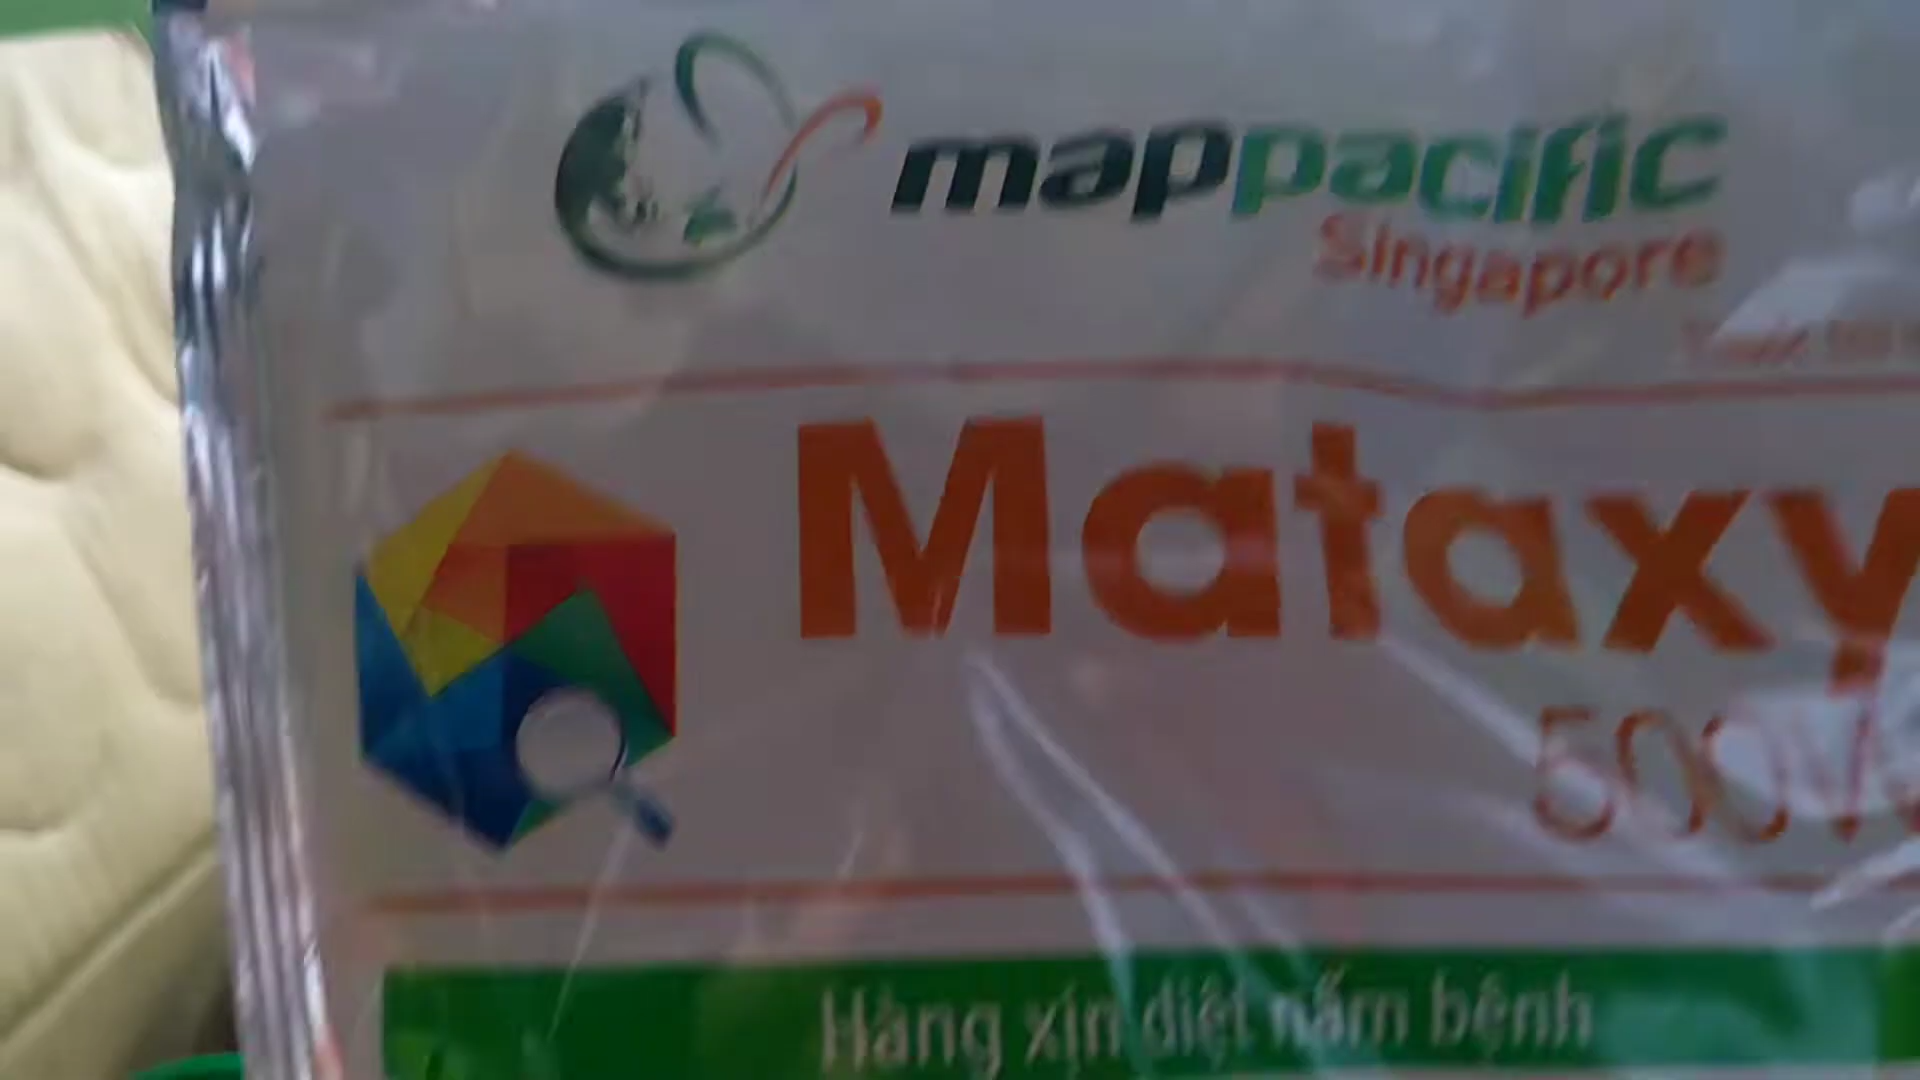 mappacific
Singapore
Mataxy
Hàng xịn diệt nấm bệnh